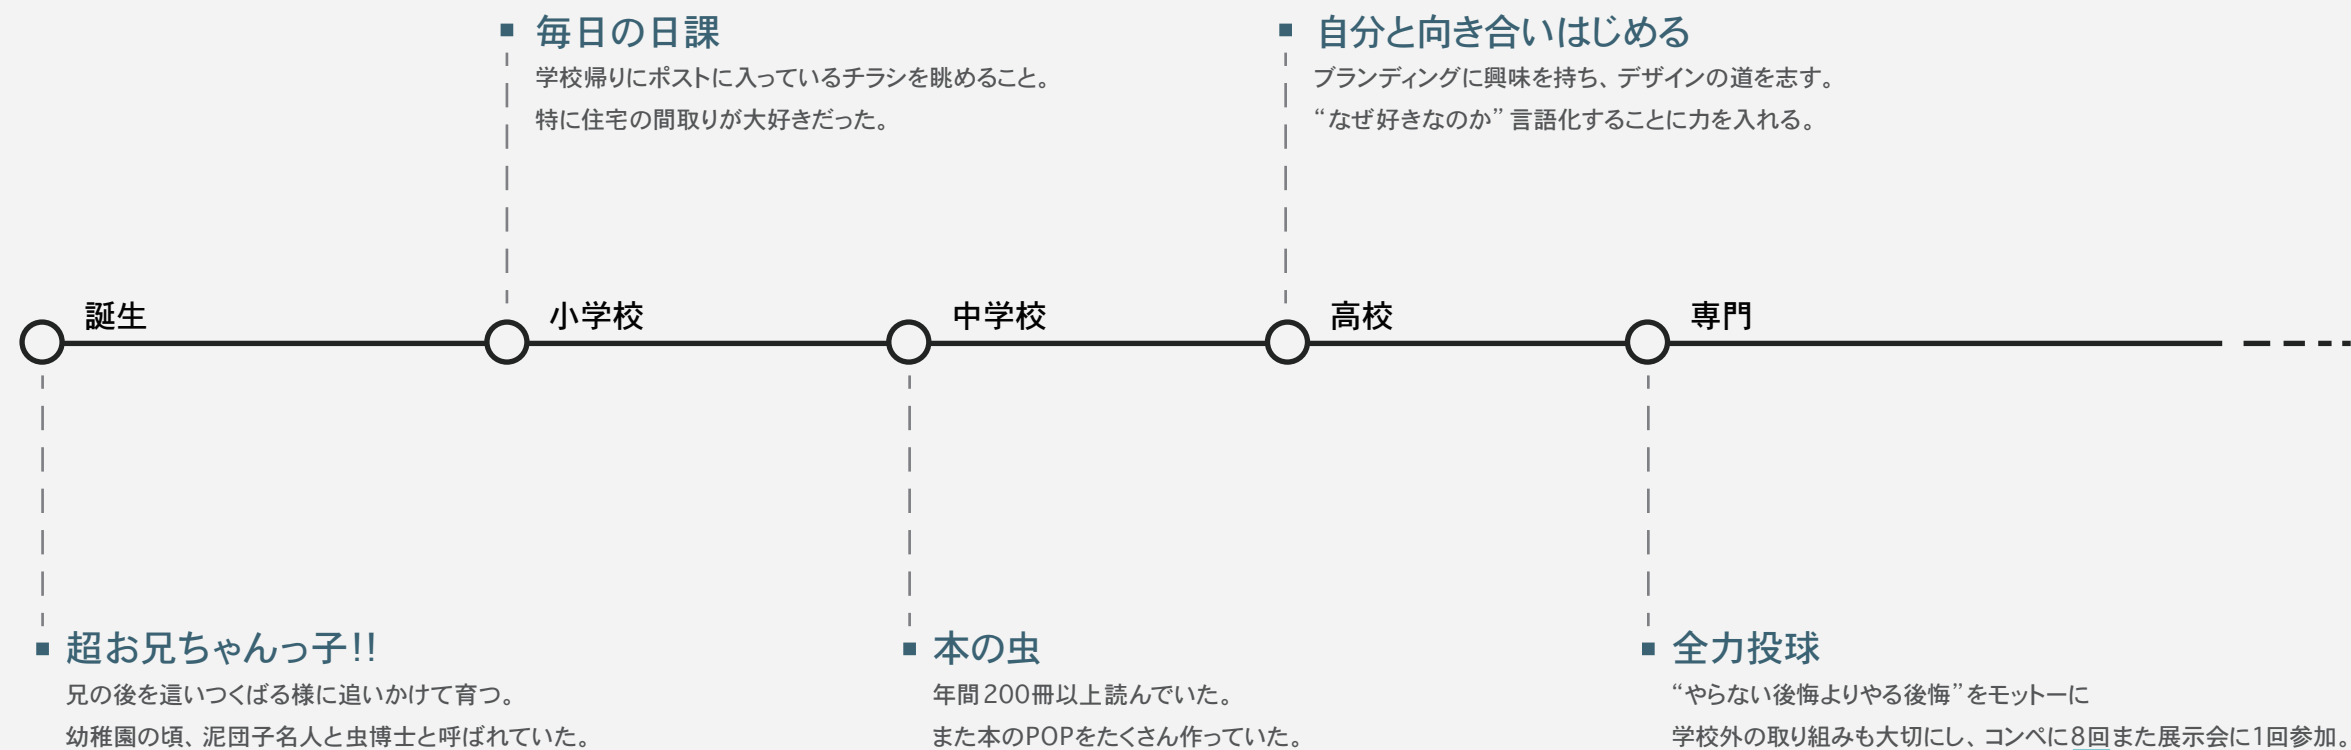 毎日の日課
学校帰りにポストに入っているチラシを眺めること。
特に住宅の間取りが大好きだった。
自分と向き合いはじめる
ブランディングに興味を持ち、デザインの道を志す。
“なぜ好きなのか” 言語化することに力を入れる。
誕生
小学校
中学校
高校
専門
超お兄ちゃんっ子!!
兄の後を這いつくばる様に追いかけて育つ。
幼稚園の頃、泥団子名人と虫博士と呼ばれていた。
本の虫
年間200冊以上読んでいた。
また本のPOPをたくさん作っていた。
全力投球
“やらない後悔よりやる後悔”をモットーに
学校外の取り組みも大切にし、コンペに8回また展示会に1回参加。